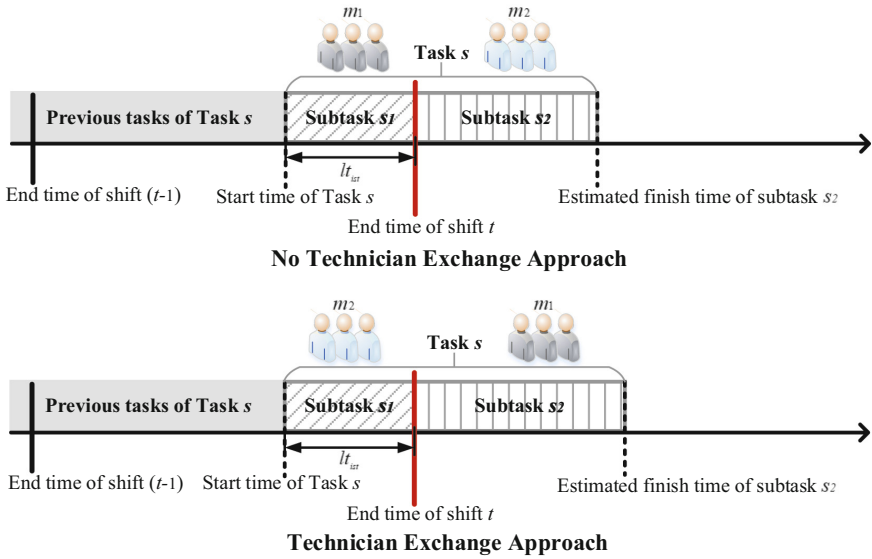 m1 m2
Task s
Previous tasks of Task s Subtask s1 Subtask s2
lt_ist
End time of shift (t-1) Start time of Task s Estimated finish time of subtask s2
End time of shift t
No Technician Exchange Approach
m2 m1
Task s
Previous tasks of Task s Subtask s1 Subtask s2
lt_ist
End time of shift (t-1) Start time of Task s Estimated finish time of subtask s2
End time of shift t
Technician Exchange Approach